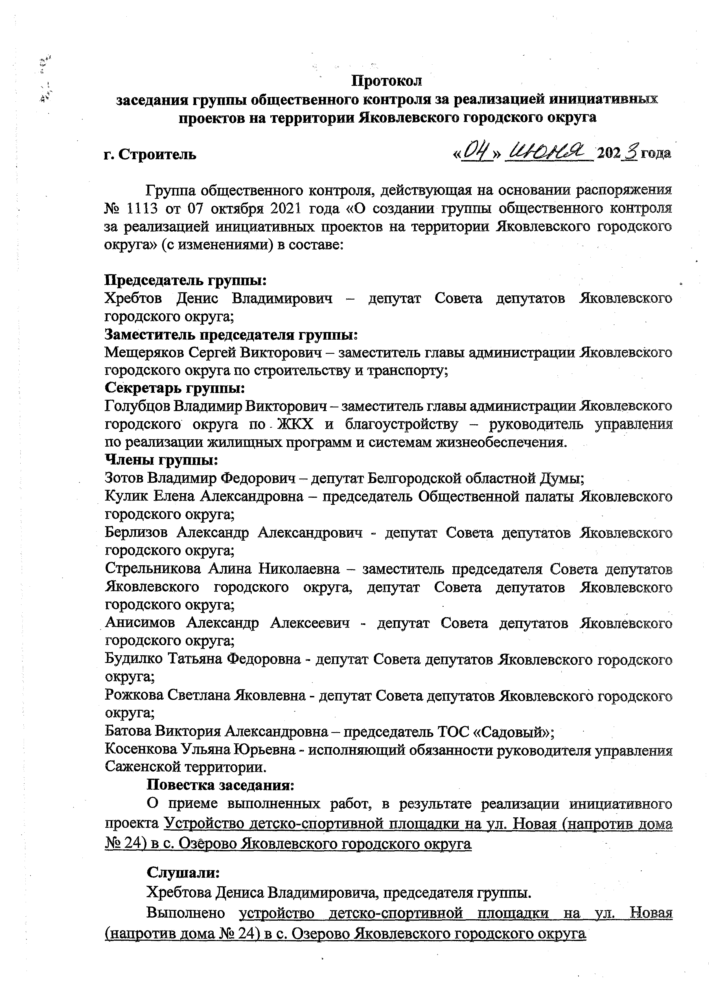 Протокол
заседания группы общественного контроля за реализацией инициативных
проектов на территории Яковлевского городского округа
г. Строитель «04» июня 2023 года
Группа общественного контроля, действующая на основании распоряжения
№ 1113 от 07 октября 2021 года «О создании группы общественного контроля
за реализацией инициативных проектов на территории Яковлевского городского
округа» (с изменениями) в составе:
Председатель группы:
Хребтов Денис Владимирович – депутат Совета депутатов Яковлевского
городского округа;
Заместитель председателя группы:
Мещеряков Сергей Викторович – заместитель главы администрации Яковлевского
городского округа по строительству и транспорту;
Секретарь группы:
Голубцов Владимир Викторович – заместитель главы администрации Яковлевского
городского округа по ЖКХ и благоустройству – руководитель управления
по реализации жилищных программ и системам жизнеобеспечения.
Члены группы:
Зотов Владимир Федорович – депутат Белгородской областной Думы;
Кулик Елена Александровна – председатель Общественной палаты Яковлевского
городского округа;
Берлизов Александр Александрович - депутат Совета депутатов Яковлевского
городского округа;
Стрельникова Алина Николаевна – заместитель председателя Совета депутатов
Яковлевского городского округа, депутат Совета депутатов Яковлевского
городского округа;
Анисимов Александр Алексеевич - депутат Совета депутатов Яковлевского
городского округа;
Будилко Татьяна Федоровна - депутат Совета депутатов Яковлевского городского
округа;
Рожкова Светлана Яковлевна - депутат Совета депутатов Яковлевского городского
округа;
Батова Виктория Александровна – председатель ТОС «Садовый»;
Косенкова Ульяна Юрьевна - исполняющий обязанности руководителя управления
Саженской территории.
Повестка заседания:
О приеме выполненных работ, в результате реализации инициативного
проекта Устройство детско-спортивной площадки на ул. Новая (напротив дома
№ 24) в с. Озёрово Яковлевского городского округа
Слушали:
Хребтова Дениса Владимировича, председателя группы.
Выполнено устройство детско-спортивной площадки на ул. Новая
(напротив дома № 24) в с. Озерово Яковлевского городского округа